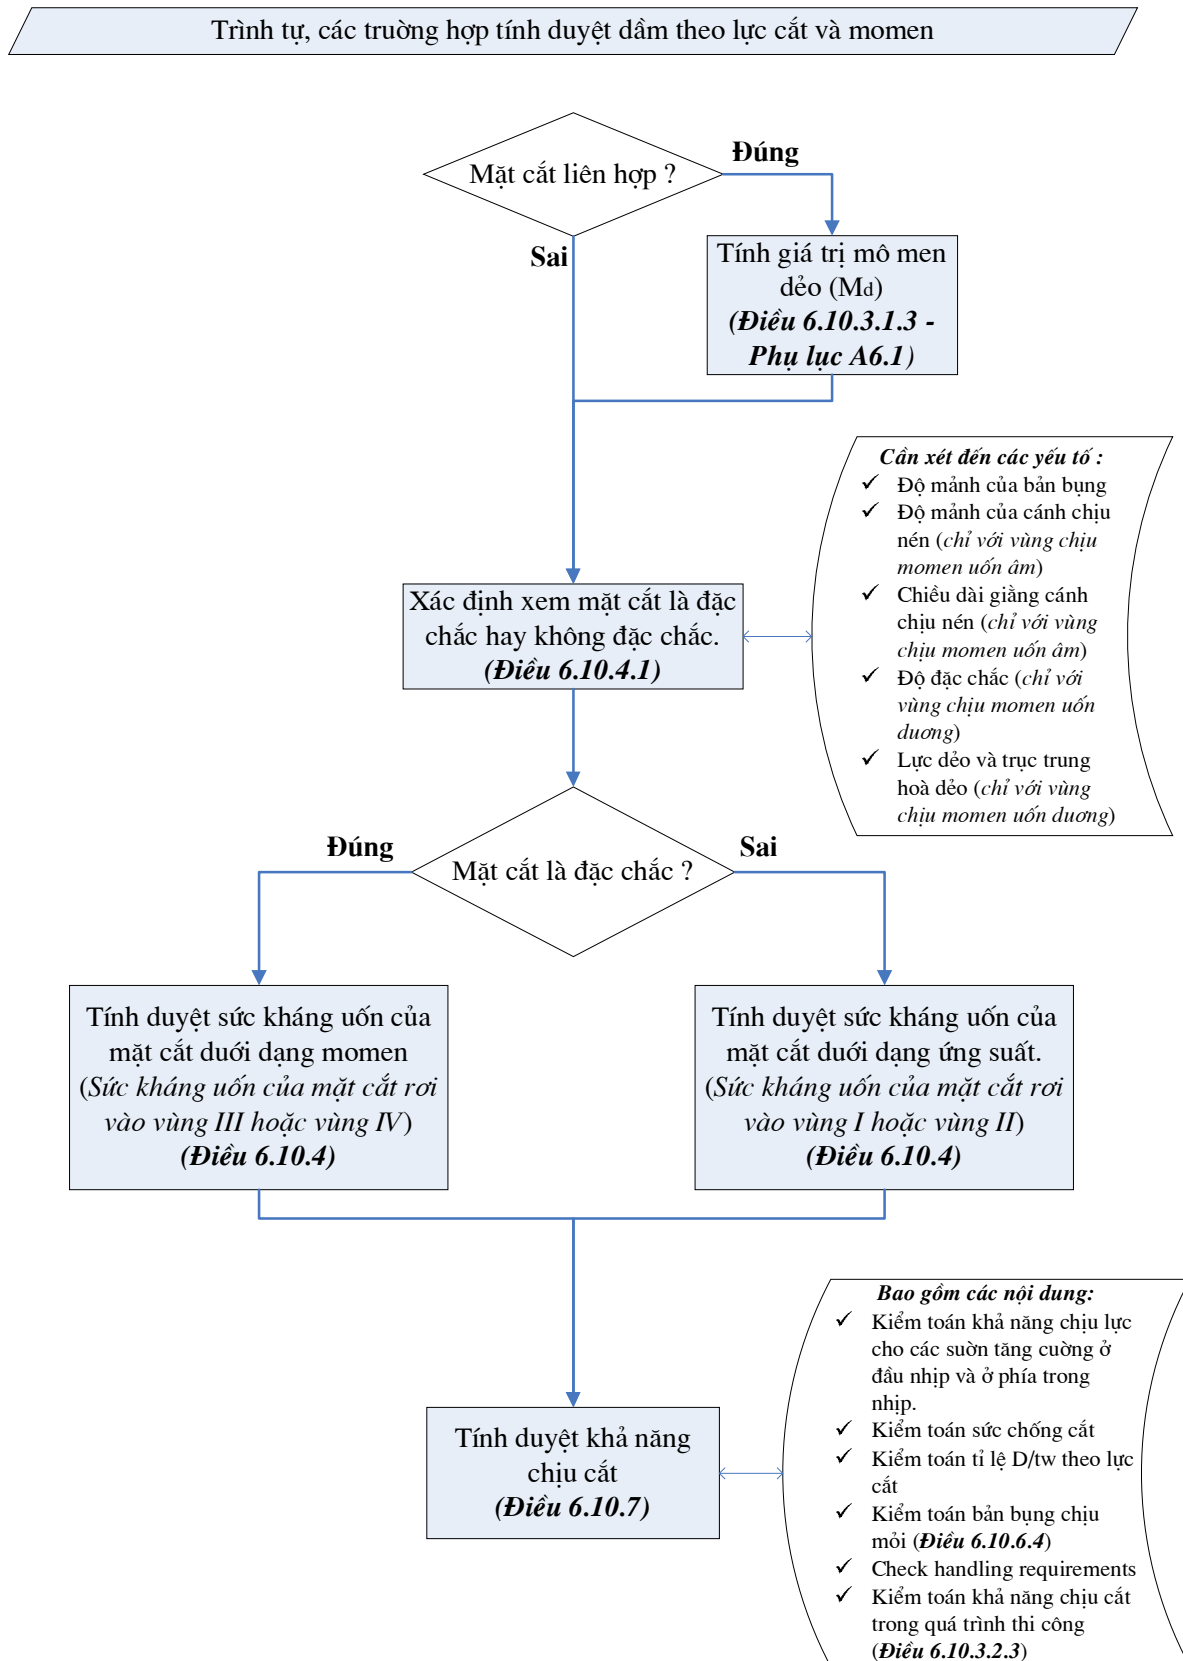 Trình tự, các truờng hợp tính duyệt dầm theo lực cắt và momen
Mặt cắt liên hợp ?
Đúng
Sai
Tính giá trị mô men
dẻo (Md)
(Điều 6.10.3.1.3 -
Phụ lục A6.1)
Cần xét đến các yếu tố :
✓ Độ mảnh của bản bụng
✓ Độ mảnh của cánh chịu
nén (chỉ với vùng chịu
momen uốn âm)
✓ Chiều dài giằng cánh
chịu nén (chỉ với vùng
chịu momen uốn âm)
✓ Độ đặc chắc (chỉ với
vùng chịu momen uốn
duơng)
✓ Lực dẻo và trục trung
hoà dẻo (chỉ với vùng
chịu momen uốn duơng)
Xác định xem mặt cắt là đặc
chắc hay không đặc chắc.
(Điều 6.10.4.1)
Mặt cắt là đặc chắc ?
Đúng
Sai
Tính duyệt sức kháng uốn của
mặt cắt duới dạng momen
(Sức kháng uốn của mặt cắt rơi
vào vùng III hoặc vùng IV)
(Điều 6.10.4)
Tính duyệt sức kháng uốn của
mặt cắt duới dạng ứng suất.
(Sức kháng uốn của mặt cắt rơi
vào vùng I hoặc vùng II)
(Điều 6.10.4)
Tính duyệt khả năng
chịu cắt
(Điều 6.10.7)
Bao gồm các nội dung:
✓ Kiểm toán khả năng chịu lực
cho các suờn tăng cuờng ở
đầu nhịp và ở phía trong
nhịp.
✓ Kiểm toán sức chống cắt
✓ Kiểm toán tỉ lệ D/tw theo lực
cắt
✓ Kiểm toán bản bụng chịu
mỏi (Điều 6.10.6.4)
✓ Check handling requirements
✓ Kiểm toán khả năng chịu cắt
trong quá trình thi công
(Điều 6.10.3.2.3)